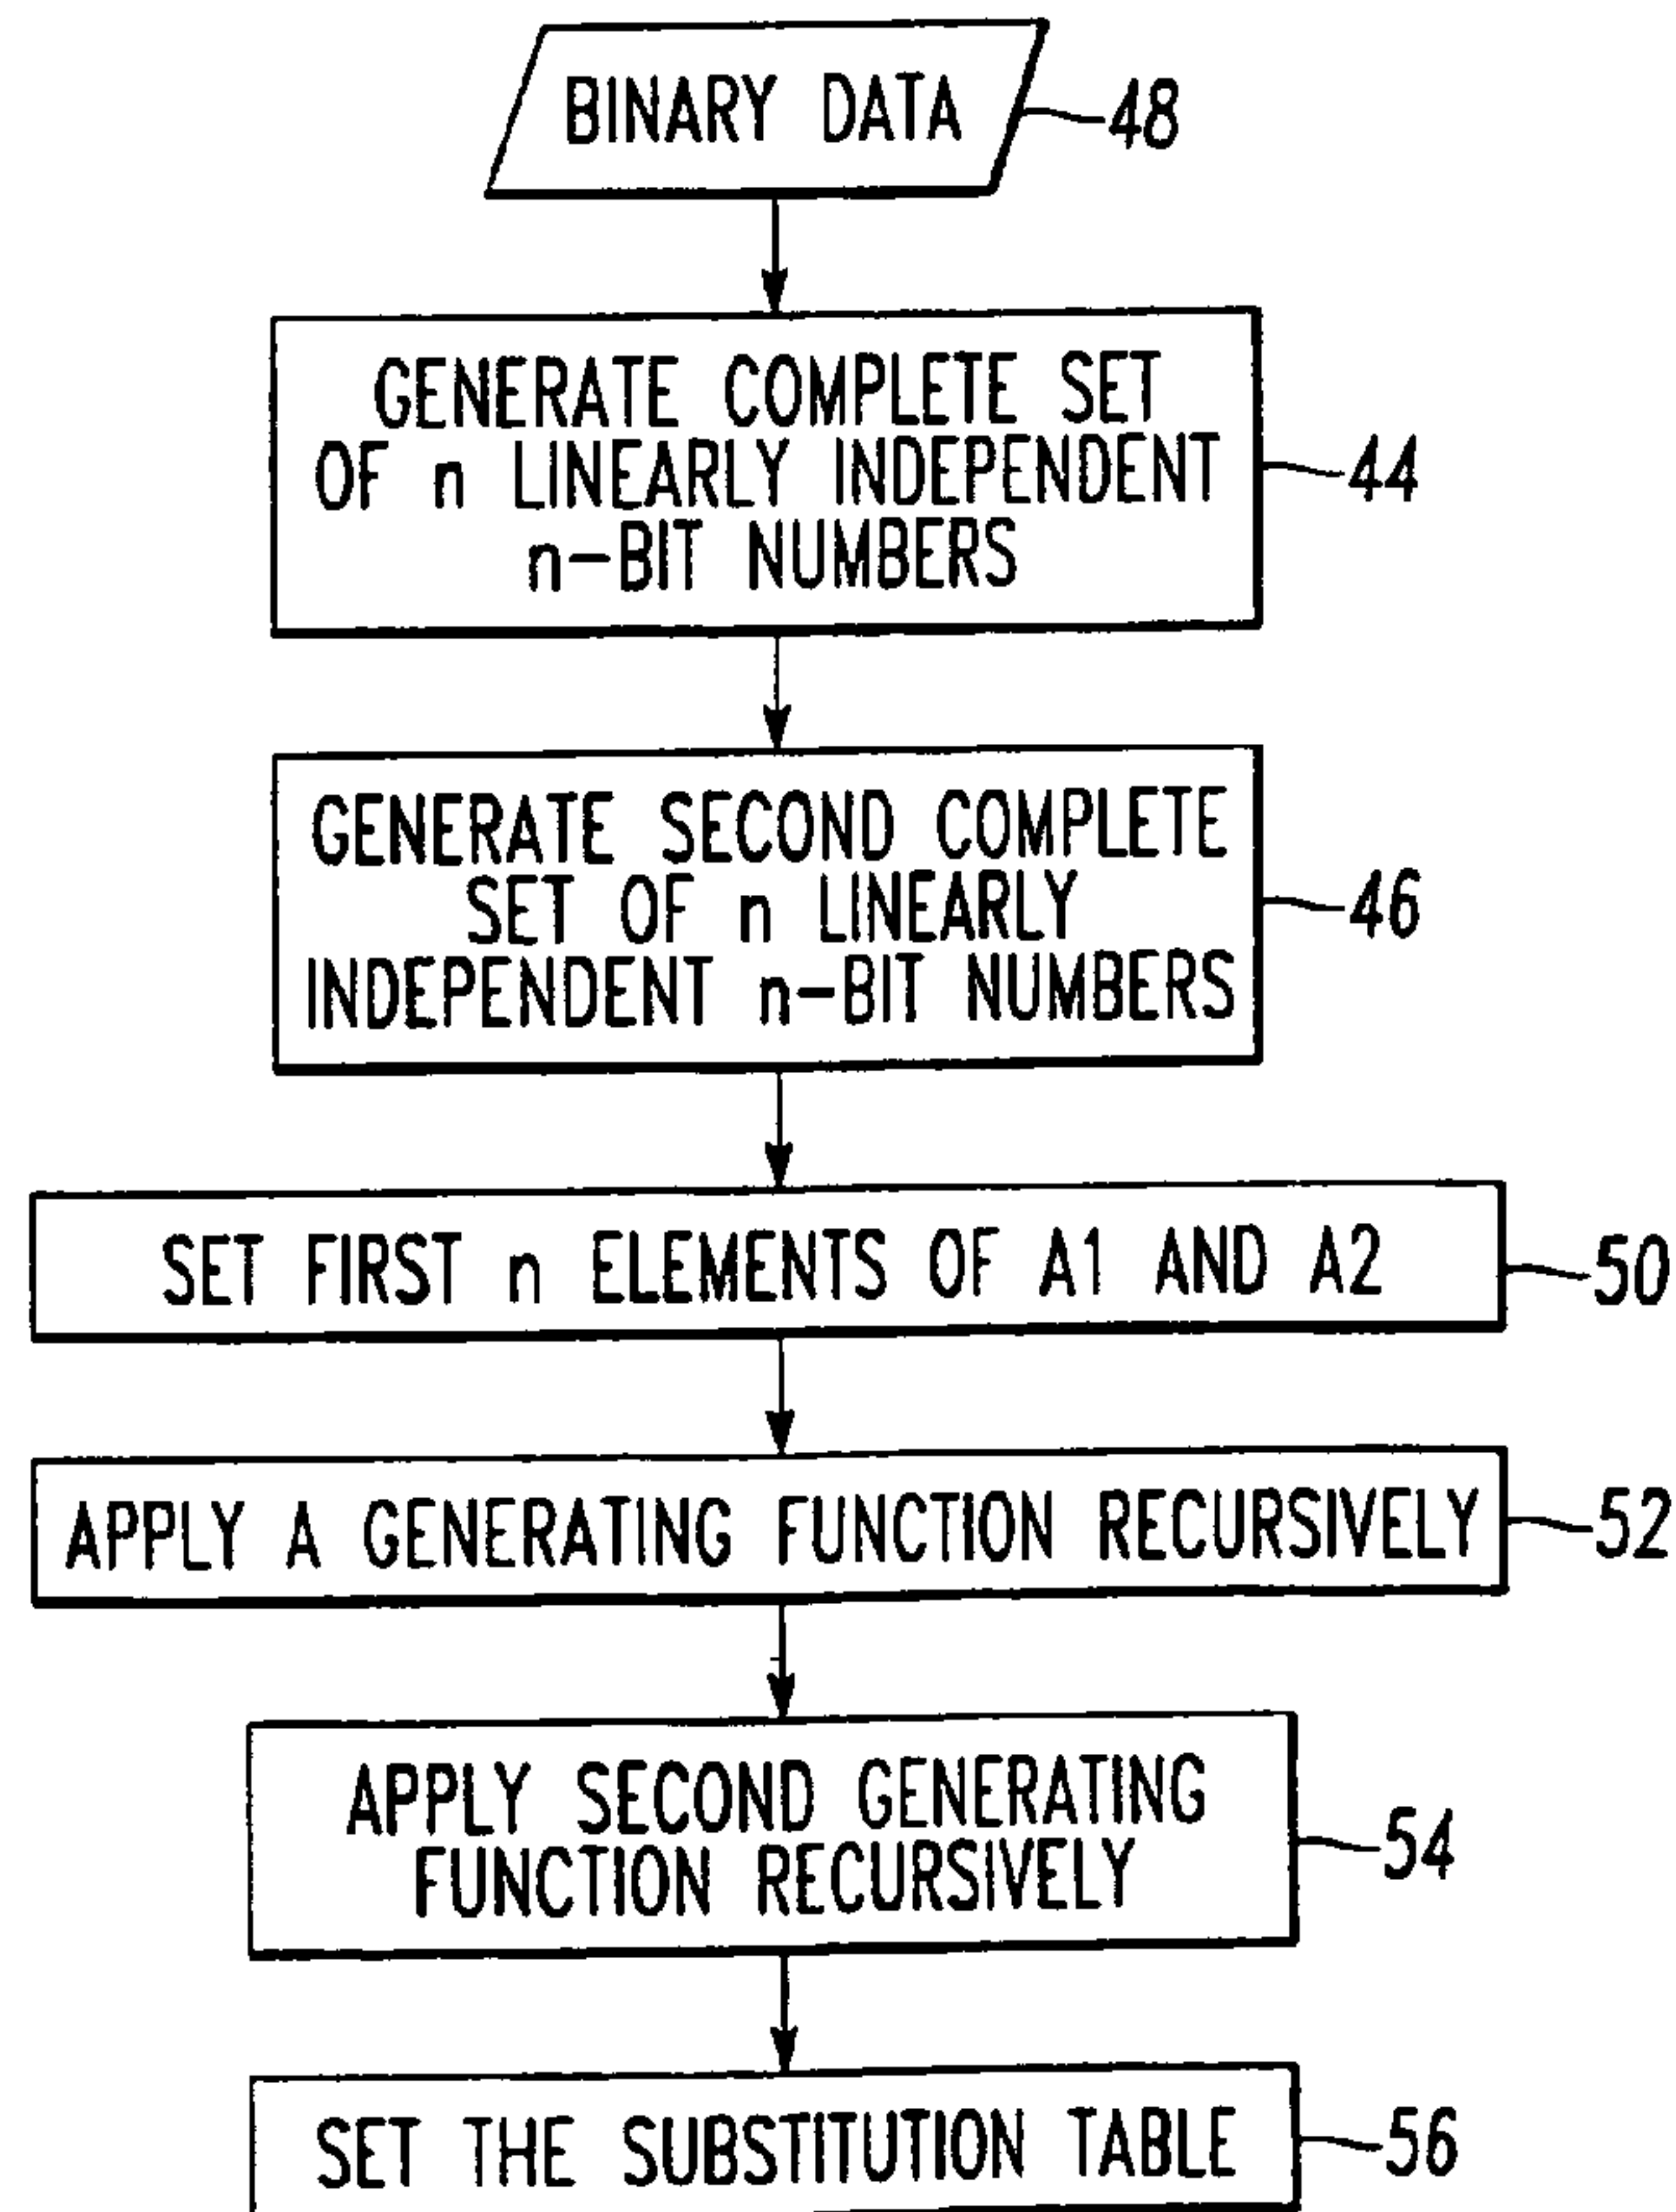 BINARY DATA
48
GENERATE COMPLETE SET
OF n LINEARLY INDEPENDENT
n-BIT NUMBERS
44
GENERATE SECOND COMPLETE
SET OF n LINEARLY
INDEPENDENT n-BIT NUMBERS
46
SET FIRST n ELEMENTS OF A1 AND A2
50
APPLY A GENERATING FUNCTION RECURSIVELY
52
APPLY SECOND GENERATING
FUNCTION RECURSIVELY
54
SET THE SUBSTITUTION TABLE
56